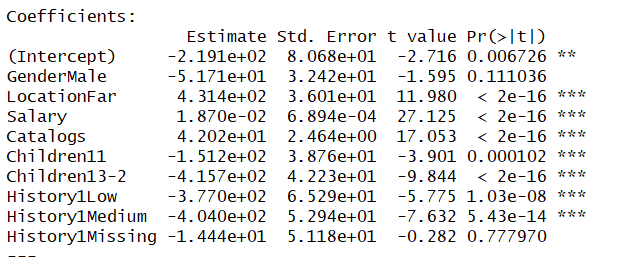 Coefficients:
Estimate Std. Error t value Pr(>|t|)
(Intercept) -2.191e+02 8.068e+01 -2.716 0.006726 **
GenderMale -5.171e+01 3.242e+01 -1.595 0.111036
LocationFar 4.314e+02 3.601e+01 11.980 < 2e-16 ***
Salary 1.870e-02 6.894e-04 27.125 < 2e-16 ***
Catalogs 4.202e+01 2.464e+00 17.053 < 2e-16 ***
Children11 -1.512e+02 3.876e+01 -3.901 0.000102 ***
Children13-2 -4.157e+02 4.223e+01 -9.844 < 2e-16 ***
History1Low -3.770e+02 6.529e+01 -5.775 1.03e-08 ***
History1Medium -4.040e+02 5.294e+01 -7.632 5.43e-14 ***
History1Missing -1.444e+01 5.118e+01 -0.282 0.777970
---